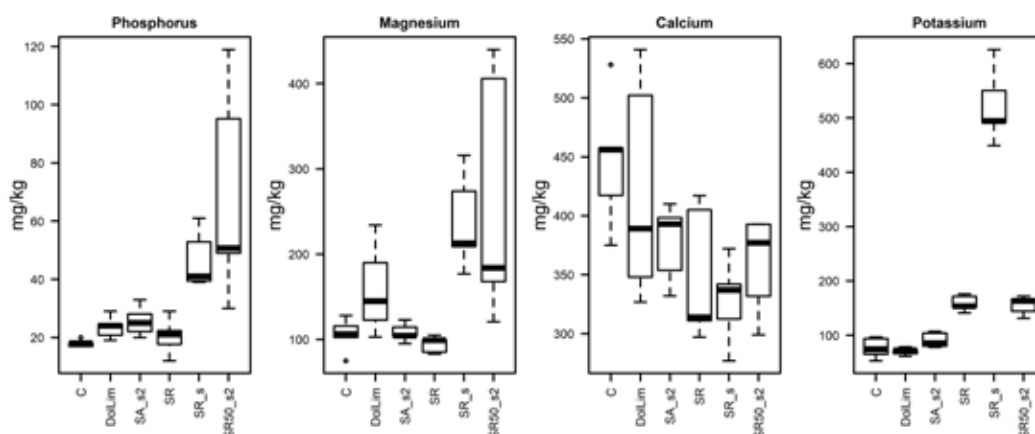 Phosphorus
mg/kg
120
100
80
60
40
20
C
DolLim
SA_s2
SR
SR_s
SR50_s2
Magnesium
mg/kg
400
300
200
100
C
DolLim
SA_s2
SR
SR_s
SR50_s2
Calcium
mg/kg
550
500
450
400
350
300
C
DolLim
SA_s2
SR
SR_s
SR50_s2
Potassium
mg/kg
600
500
400
300
200
100
C
DolLim
SA_s2
SR
SR_s
SR50_s2